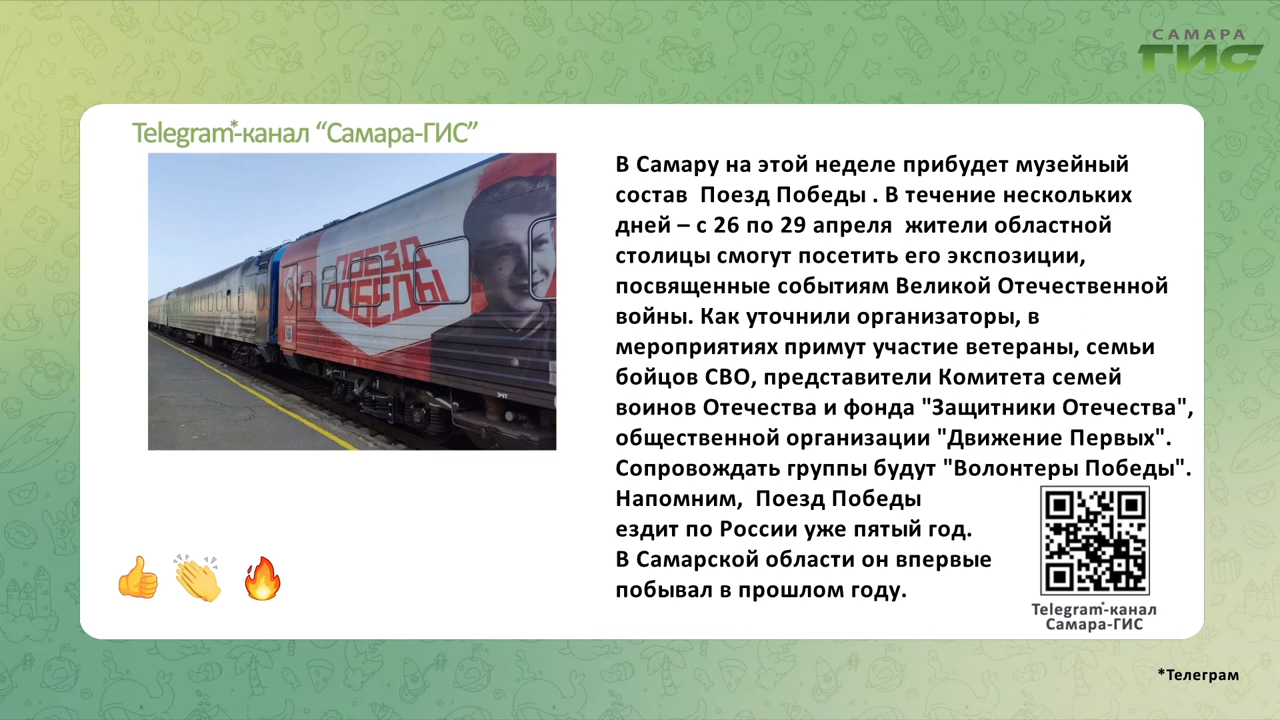 САМАРА
ГИС
Telegram*-канал “Самара-ГИС”
ПОЕЗД
ПОБЕДЫ
В Самару на этой неделе прибудет музейный
состав Поезд Победы . В течение нескольких
дней – с 26 по 29 апреля жители областной
столицы смогут посетить его экспозиции,
посвященные событиям Великой Отечественной
войны. Как уточнили организаторы, в
мероприятиях примут участие ветераны, семьи
бойцов СВО, представители Комитета семей
воинов Отечества и фонда "Защитники Отечества",
общественной организации "Движение Первых".
Сопровождать группы будут "Волонтеры Победы".
Напомним, Поезд Победы
ездит по России уже пятый год.
В Самарской области он впервые
побывал в прошлом году.
Telegram*-канал
Самара-ГИС
*Телеграм